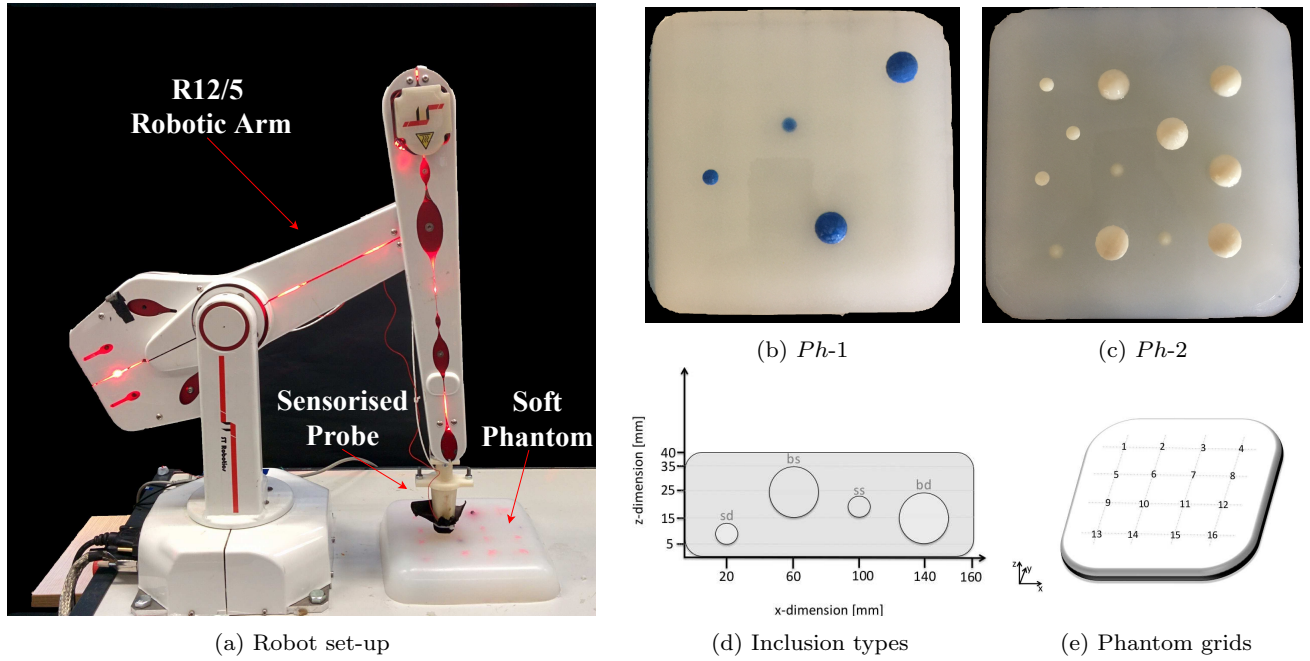 R12/5
Robotic Arm
Sensorised
Probe
Soft
Phantom
ST Robotics
(a) Robot set-up
(b) Ph-1
(c) Ph-2
z-dimension [mm]
40
35
25
15
5
bs
ss
bd
sd
20 60 100 140 160
x-dimension [mm]
(d) Inclusion types
1 2 3 4
5 6 7 8
9 10 11 12
13 14 15 16
z
y
x
(e) Phantom grids